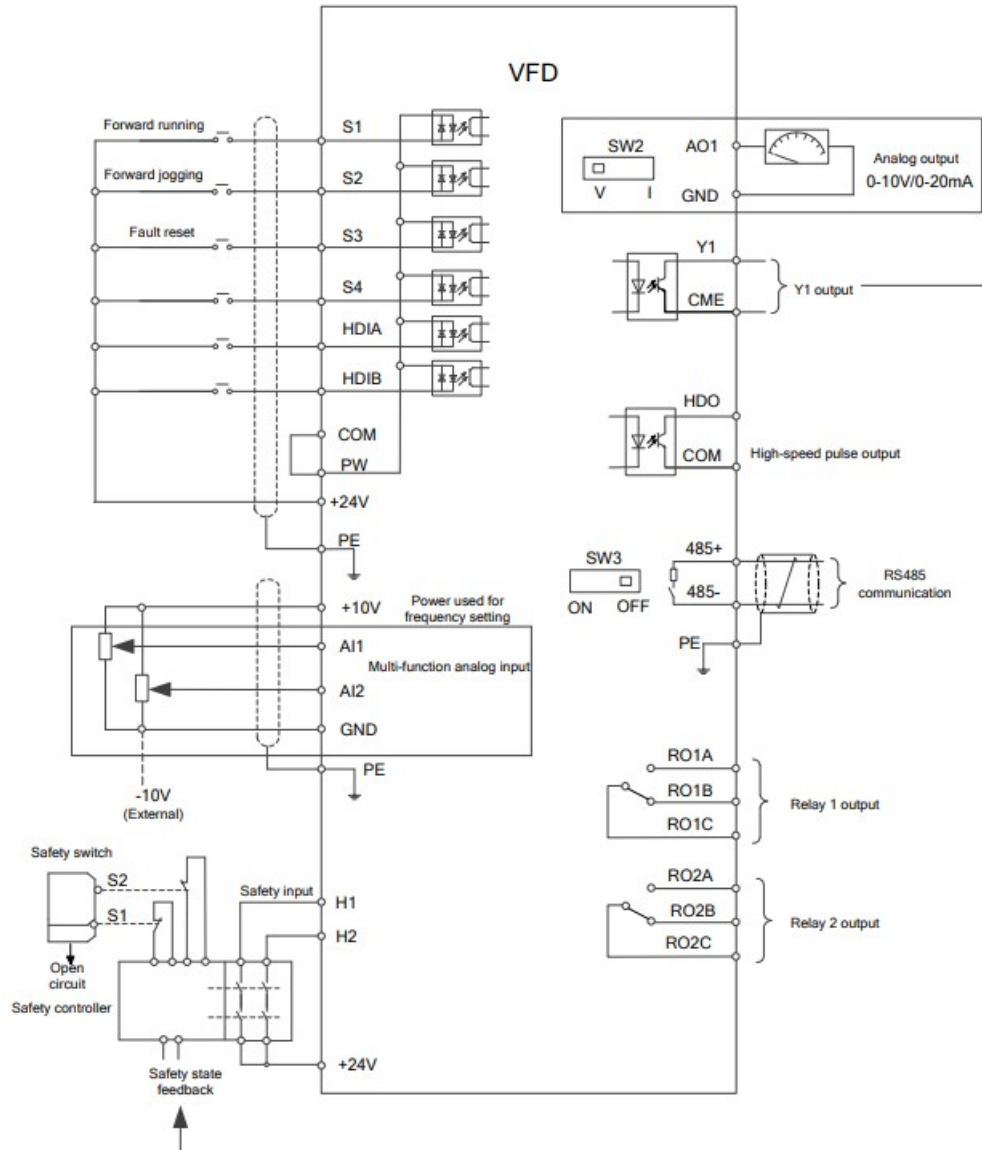 VFD
Forward running
S1
Forward jogging
S2
Fault reset
S3
S4
HDIA
HDIB
COM
PW
+24V
PE
+10V
Power used for
frequency setting
AI1
Multi-function analog input
AI2
GND
PE
-10V
(External)
Safety switch
S2
S1
Safety input
H1
H2
Open
circuit
Safety controller
+24V
Safety state
feedback
SW2
V I
AO1
GND
Analog output
0-10V/0-20mA
Y1
CME
Y1 output
HDO
COM
High-speed pulse output
SW3
ON OFF
485+
485-
PE
RS485
communication
RO1A
RO1B
RO1C
Relay 1 output
RO2A
RO2B
RO2C
Relay 2 output